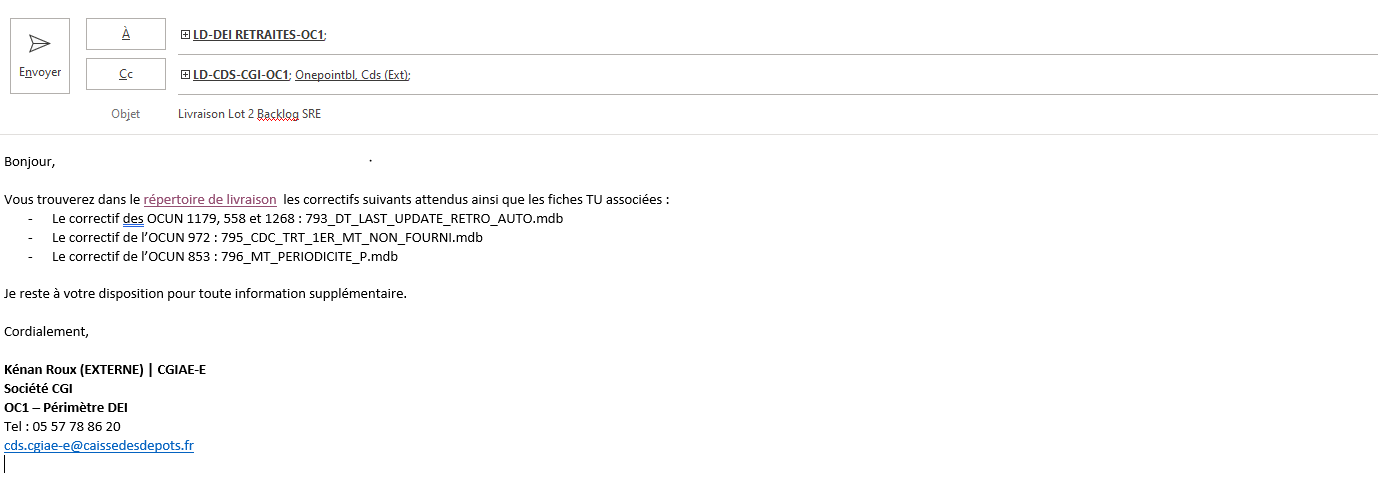 Envoyer
À
LD-DEI RETRAITES-OC1;
Cc
LD-CDS-CGI-OC1; Onepointbl, Cds (Ext);
Objet
Livraison Lot 2 Backlog SRE
Bonjour,
Vous trouverez dans le répertoire de livraison les correctifs suivants attendus ainsi que les fiches TU associées :
- Le correctif des OCUN 1179, 558 et 1268 : 793_DT_LAST_UPDATE_RETRO_AUTO.mdb
- Le correctif de l’OCUN 972 : 795_CDC_TRT_1ER_MT_NON_FOURNI.mdb
- Le correctif de l’OCUN 853 : 796_MT_PERIODICITE_P.mdb
Je reste à votre disposition pour toute information supplémentaire.
Cordialement,
Kénan Roux (EXTERNE) | CGIAE-E
Société CGI
OC1 – Périmètre DEI
Tel : 05 57 78 86 20
cds.cgiae-e@caissedesdepots.fr